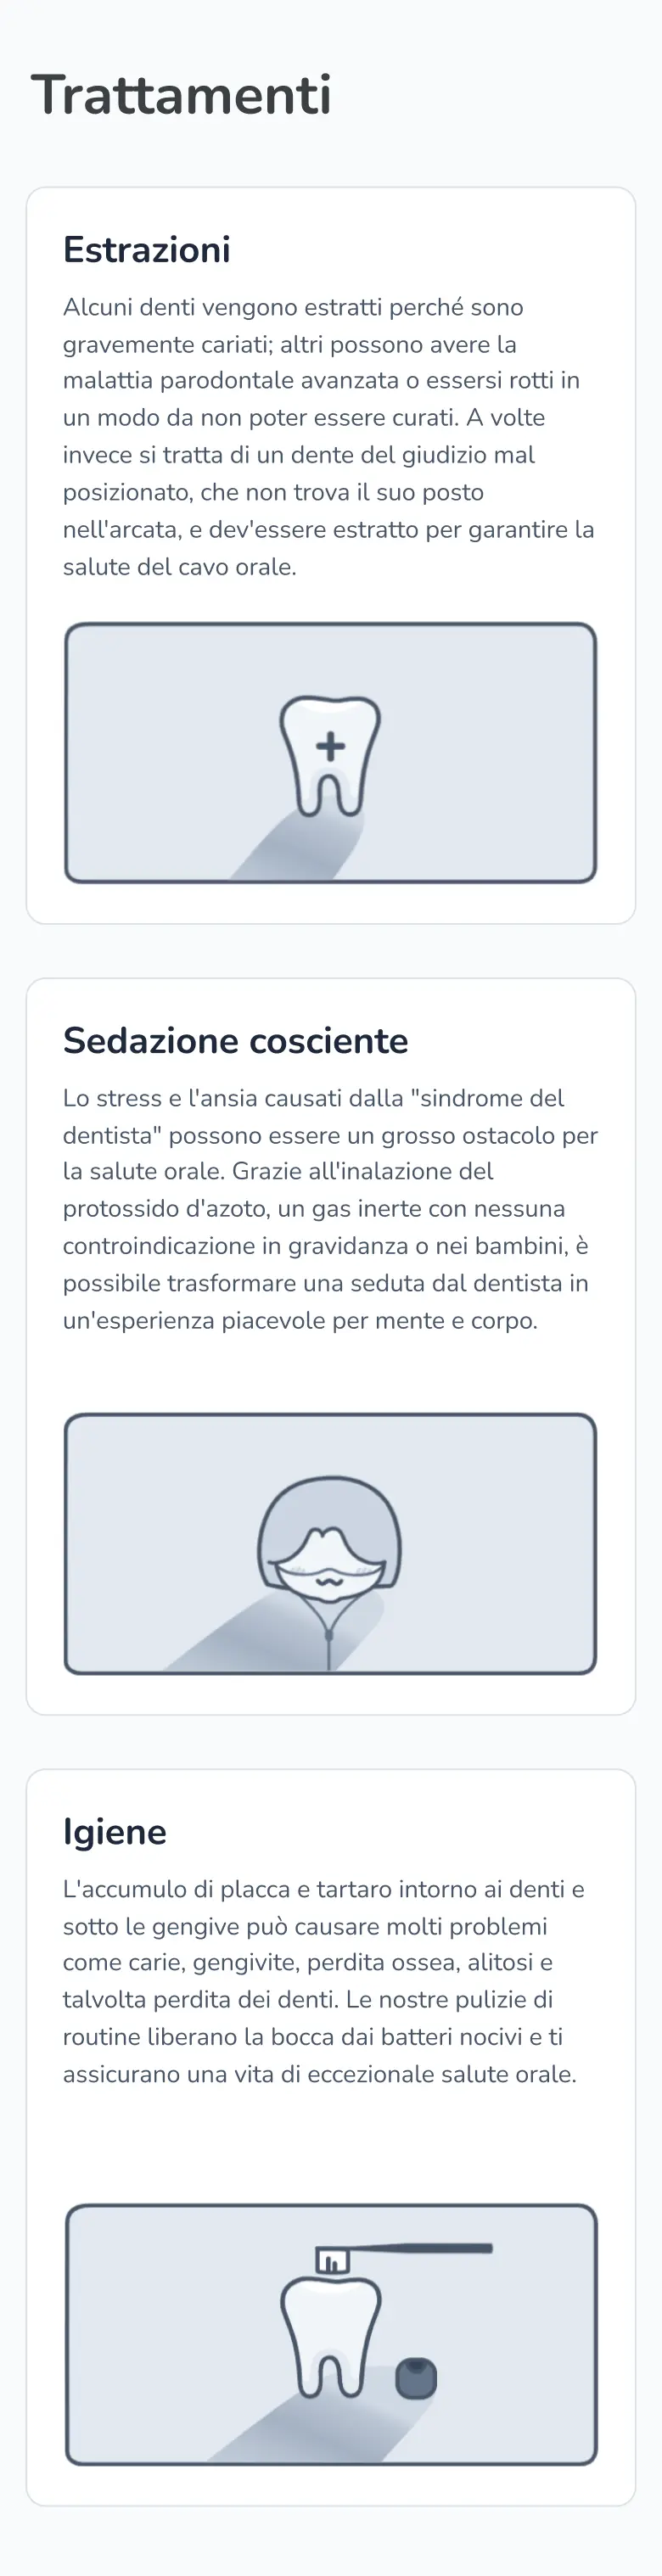 Trattamenti
Estrazioni
Alcuni denti vengono estratti perché sono
gravemente cariati; altri possono avere la
malattia parodontale avanzata o essersi rotti in
un modo da non poter essere curati. A volte
invece si tratta di un dente del giudizio mal
posizionato, che non trova il suo posto
nell'arcata, e dev'essere estratto per garantire la
salute del cavo orale.
Sedazione cosciente
Lo stress e l'ansia causati dalla "sindrome del
dentista" possono essere un grosso ostacolo per
la salute orale. Grazie all'inalazione del
protossido d'azoto, un gas inerte con nessuna
controindicazione in gravidanza o nei bambini, è
possibile trasformare una seduta dal dentista in
un'esperienza piacevole per mente e corpo.
Igiene
L'accumulo di placca e tartaro intorno ai denti e
sotto le gengive può causare molti problemi
come carie, gengivite, perdita ossea, alitosi e
talvolta perdita dei denti. Le nostre pulizie di
routine liberano la bocca dai batteri nocivi e ti
assicurano una vita di eccezionale salute orale.